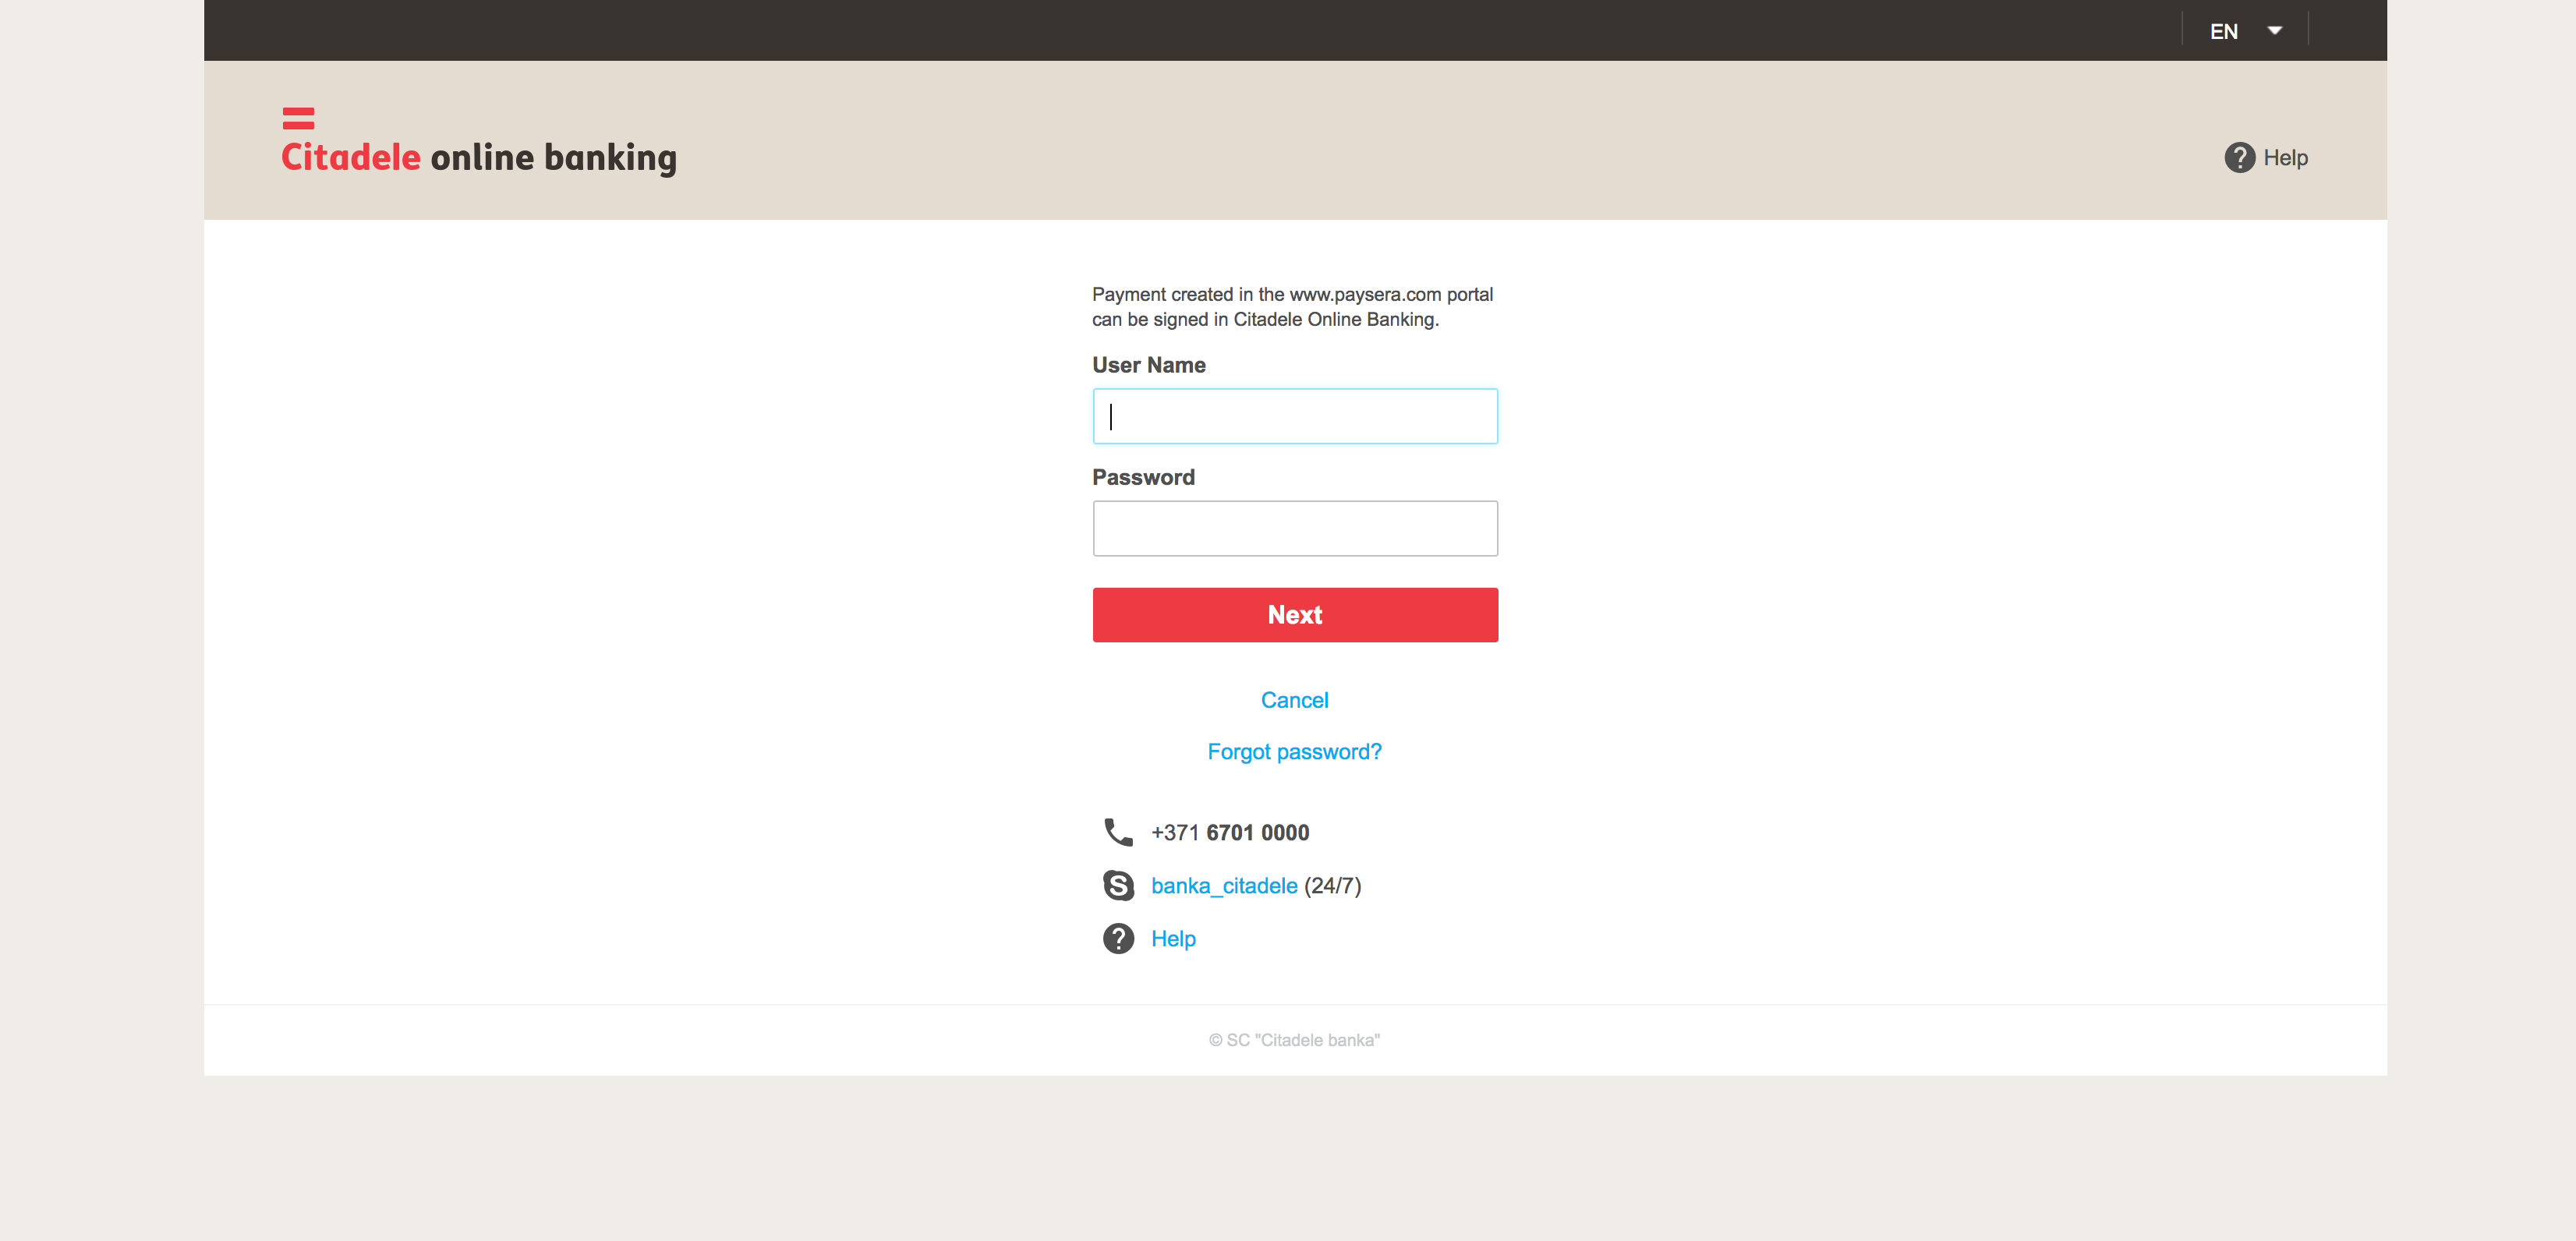 EN
Citadele online banking
Help
Payment created in the www.paysera.com portal
can be signed in Citadele Online Banking.
User Name
Password
Next
Cancel
Forgot password?
+371 6701 0000
banka_citadele (24/7)
Help
© SC "Citadele banka"